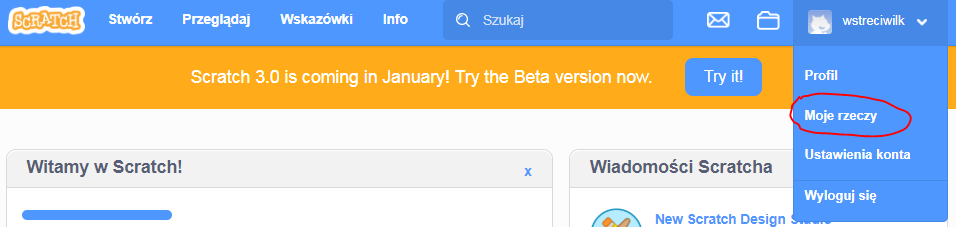 SCRATCH Stwórz Przeglądaj Wskazówki Info Szukaj wstreciwilk
Scratch 3.0 is coming in January! Try the Beta version now. Try it!
Profil
Moje rzeczy
Ustawienia konta
Wyloguj się
Witamy w Scratch! x
Wiadomości Scratcha
New Scratch Design Studio